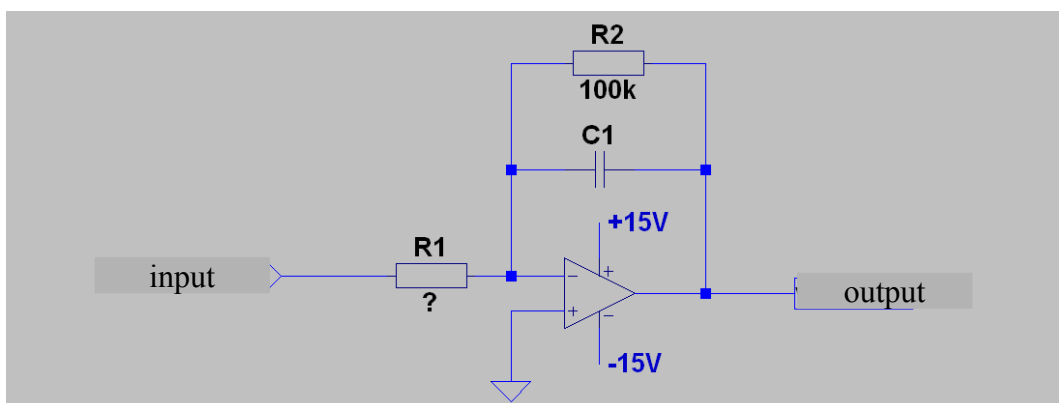 R2
100k
C1
+15V
R1
input
?
output
-15V